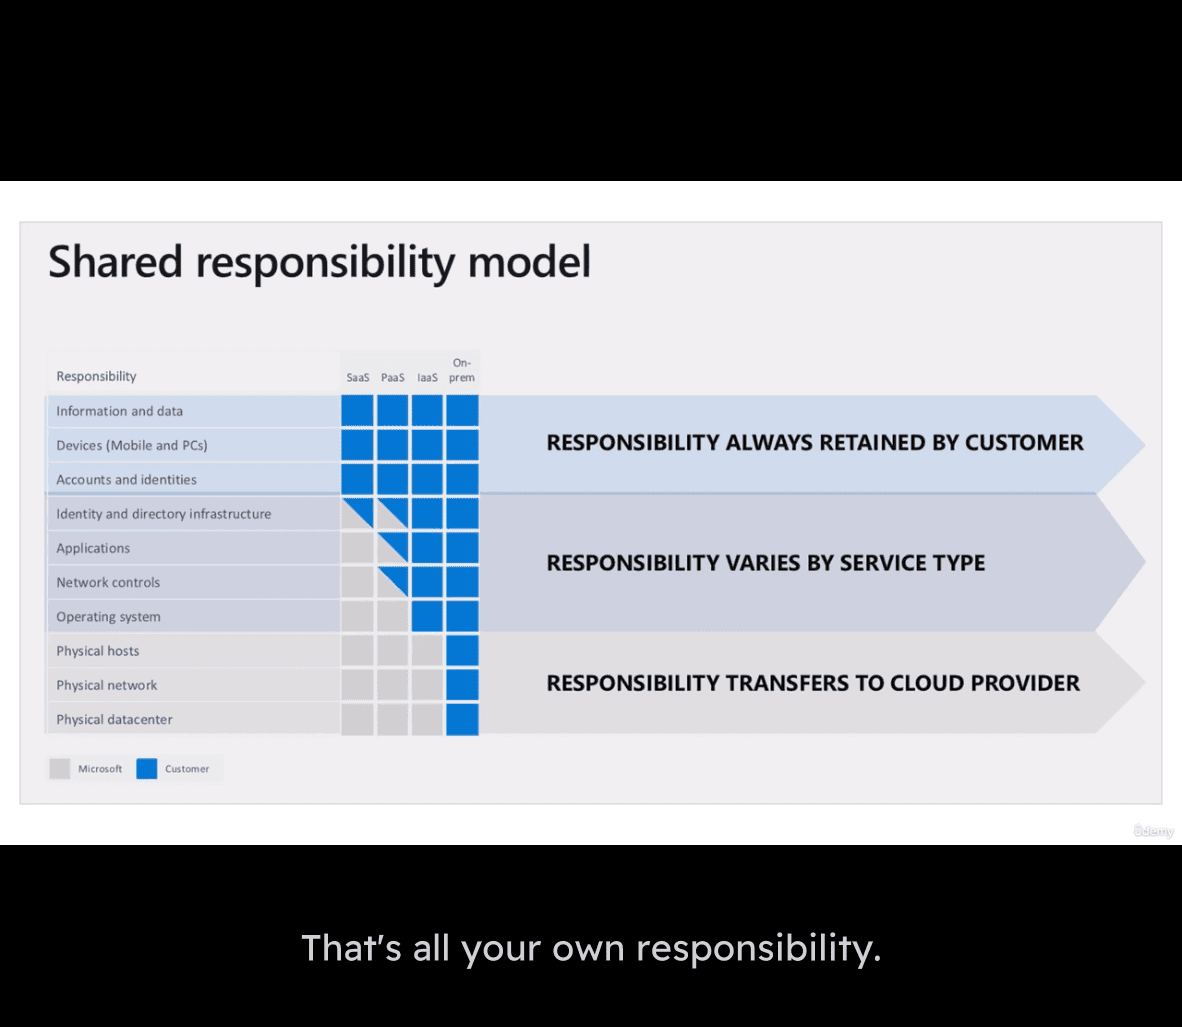 Shared responsibility model
Responsibility
SaaS
PaaS
IaaS
On-
prem
Information and data
Devices (Mobile and PCs)
Accounts and identities
RESPONSIBILITY ALWAYS RETAINED BY CUSTOMER
Identity and directory infrastructure
Applications
Network controls
Operating system
RESPONSIBILITY VARIES BY SERVICE TYPE
Physical hosts
Physical network
Physical datacenter
RESPONSIBILITY TRANSFERS TO CLOUD PROVIDER
Microsoft
Customer
ûdemy
That's all your own responsibility.